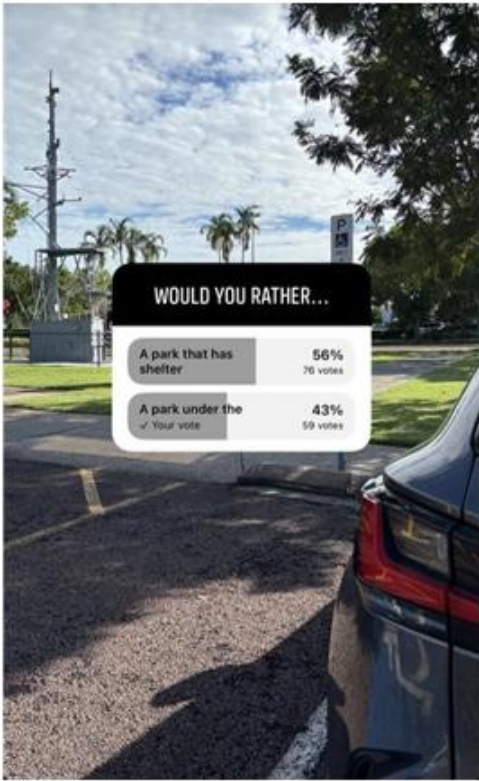 P
WOULD YOU RATHER...
A park that has
shelter
56%
76 votes
A park under the
✓ Your vote
43%
59 votes